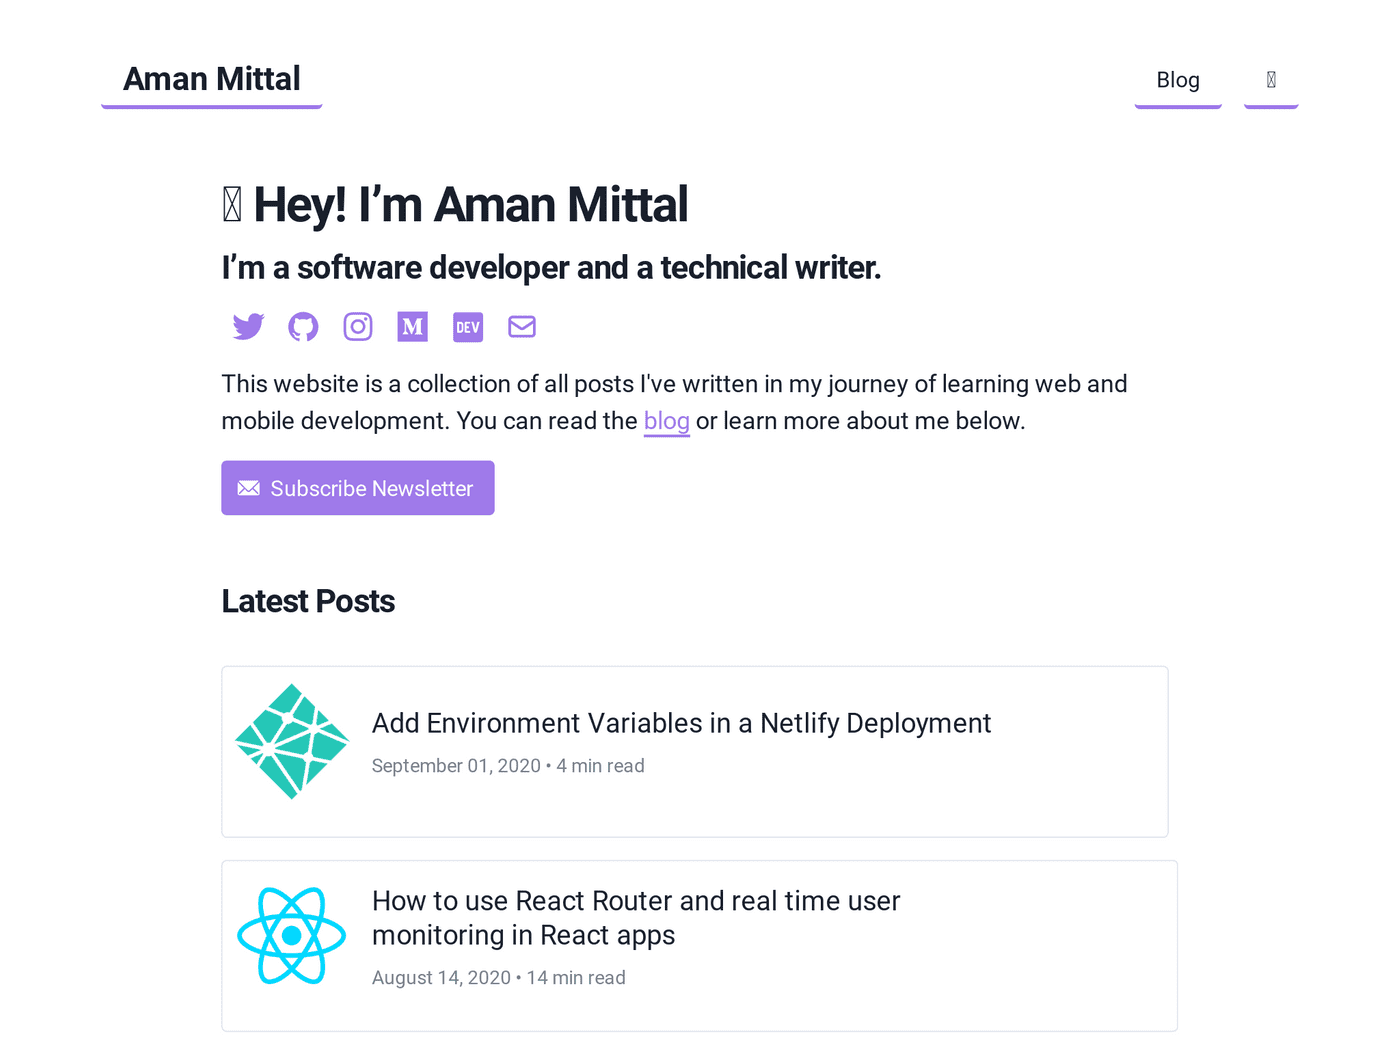 Aman Mittal
Blog
Hey! I’m Aman Mittal
I’m a software developer and a technical writer.
M
DEV
This website is a collection of all posts I've written in my journey of learning web and
mobile development. You can read the blog or learn more about me below.
Subscribe Newsletter
Latest Posts
Add Environment Variables in a Netlify Deployment
September 01, 2020 • 4 min read
How to use React Router and real time user
monitoring in React apps
August 14, 2020 • 14 min read